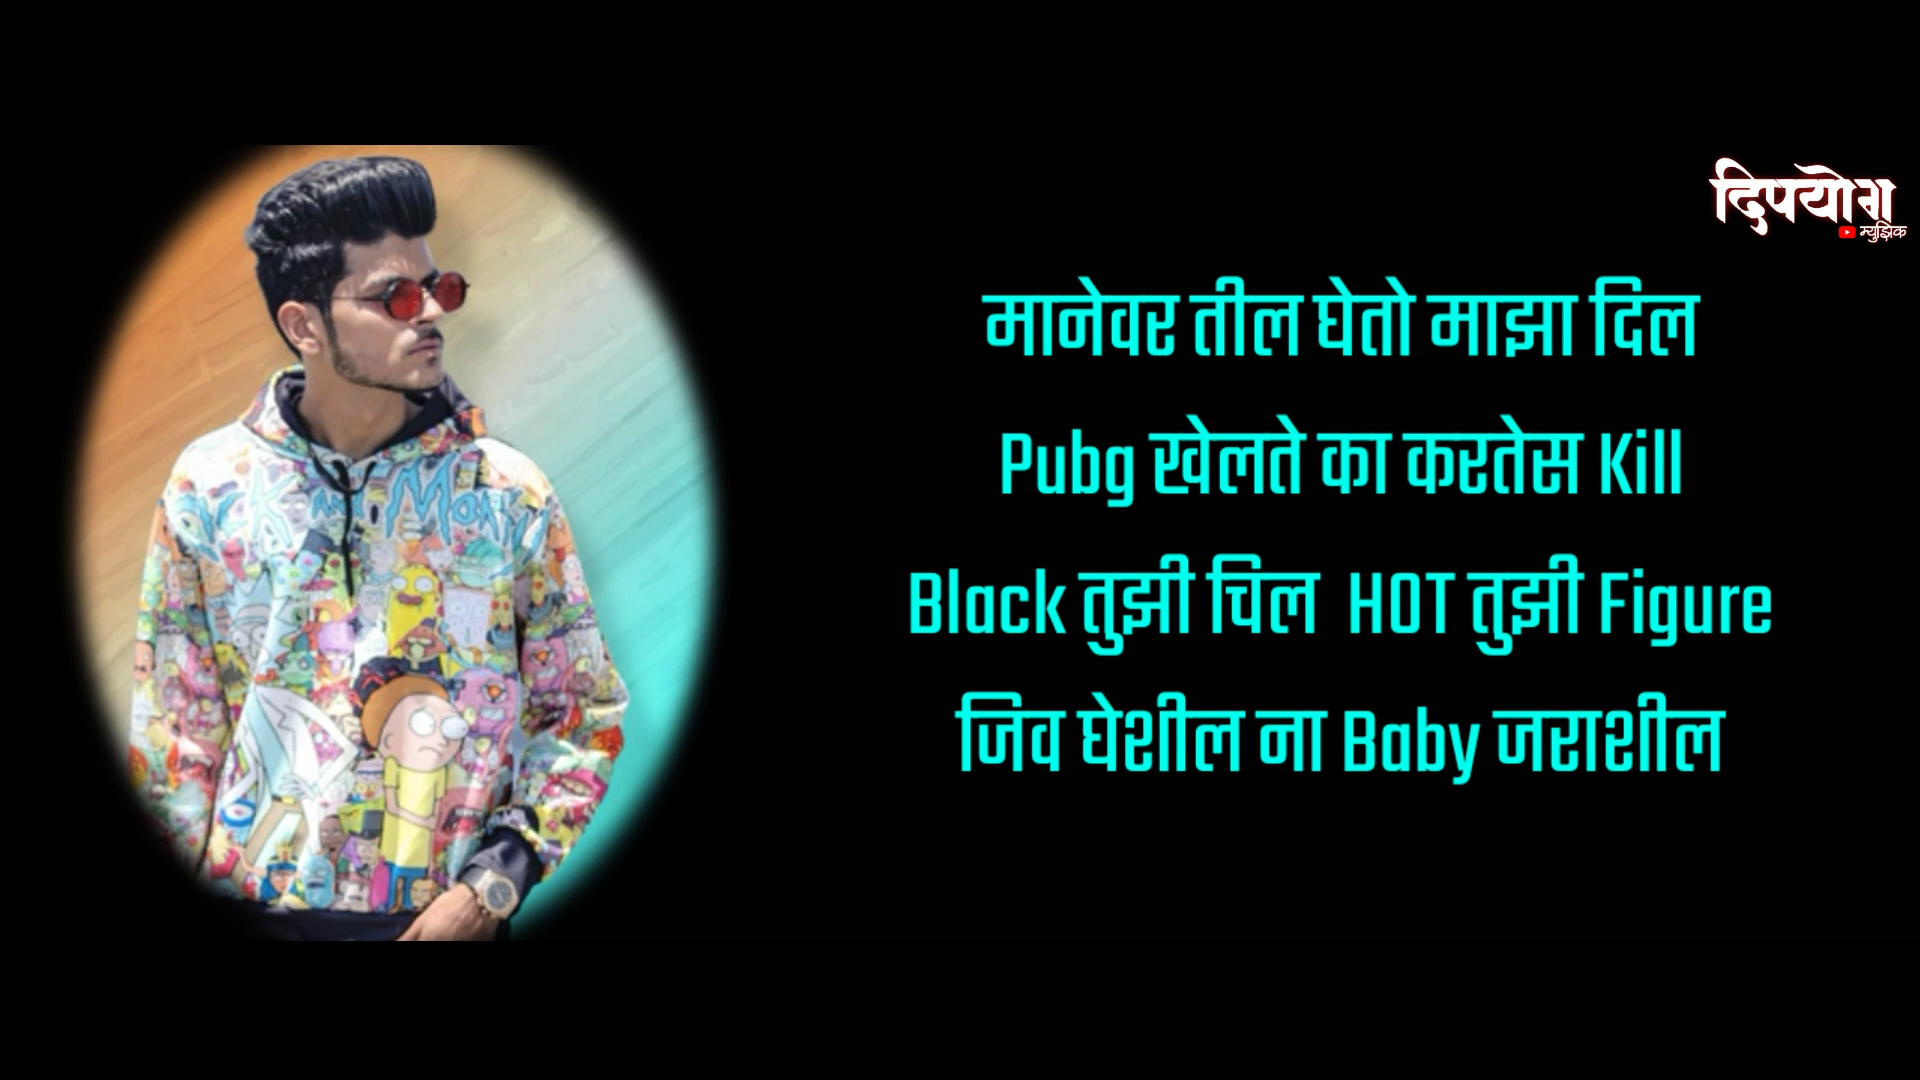 दिपयोग
म्युझिक
मानेवर तील घेतो माझा दिल
Pubg खेलते का करतेस Kill
Black तुझी चिल HOT तुझी Figure
जिव घेशील ना Baby जराशील